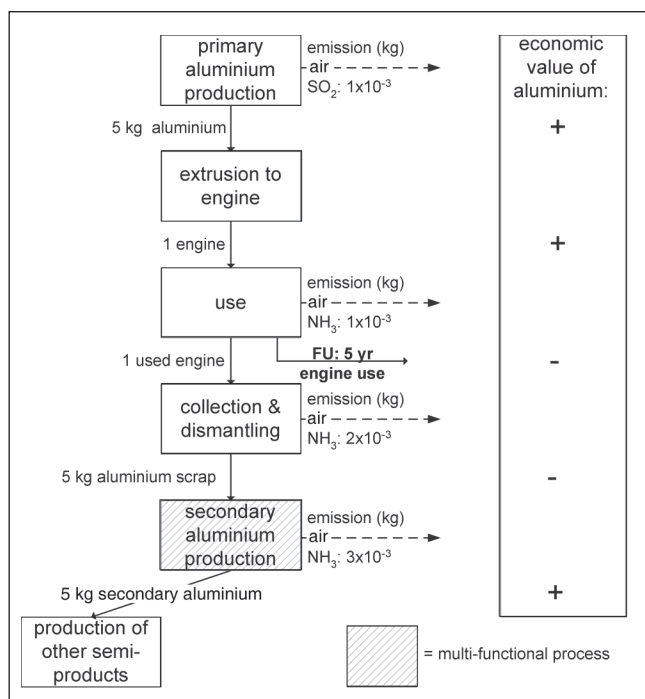 primary
aluminium
production
emission (kg)
air
SO₂: 1x10⁻³
economic
value of
aluminium:
+
5 kg aluminium
extrusion to
engine
1 engine
+
use
emission (kg)
air
NH₃: 1x10⁻³
FU: 5 yr
engine use
1 used engine
-
collection &
dismantling
emission (kg)
air
NH₃: 2x10⁻³
5 kg aluminium scrap
-
secondary
aluminium
production
emission (kg)
air
NH₃: 3x10⁻³
5 kg secondary aluminium
+
production of
other semi-
products
= multi-functional process